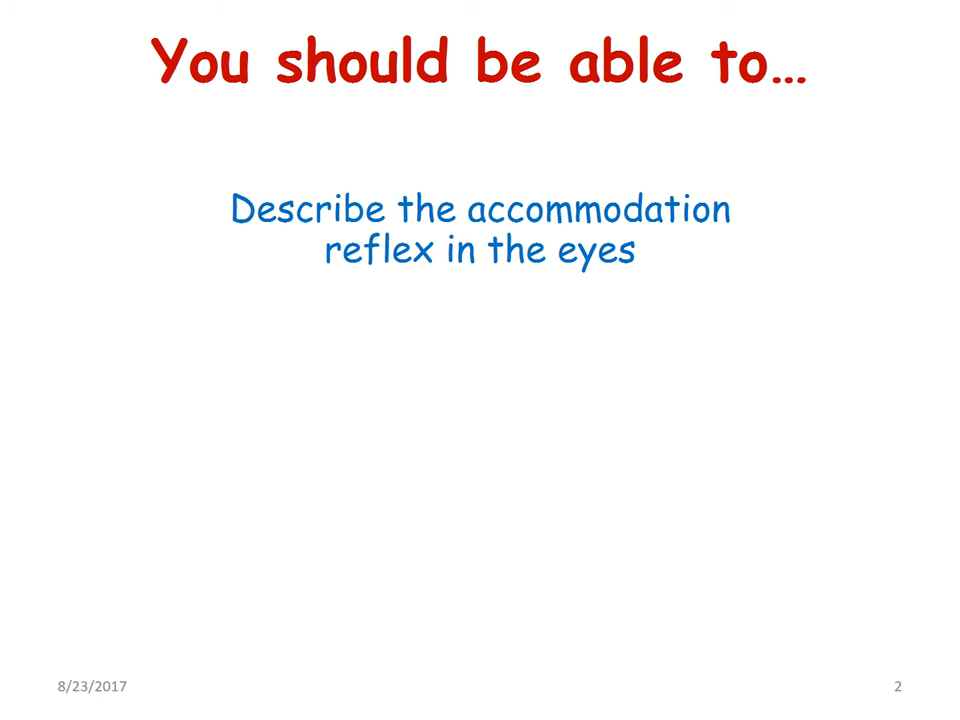 You should be able to…
Describe the accommodation
reflex in the eyes
8/23/2017
2